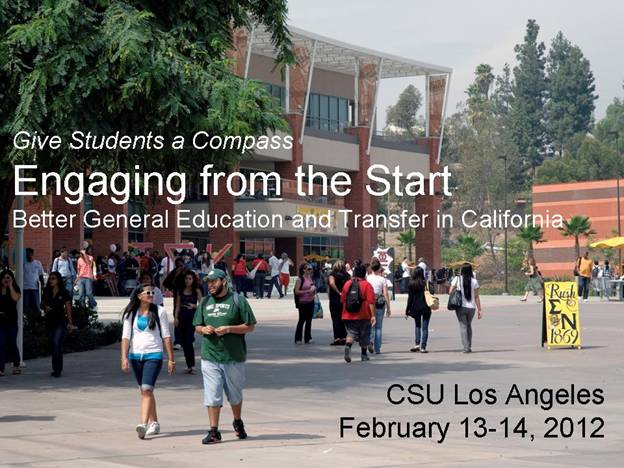 Give Students a Compass
Engaging from the Start
Better General Education and Transfer in California
Rush
ΣN
1869
CSU Los Angeles
February 13-14, 2012